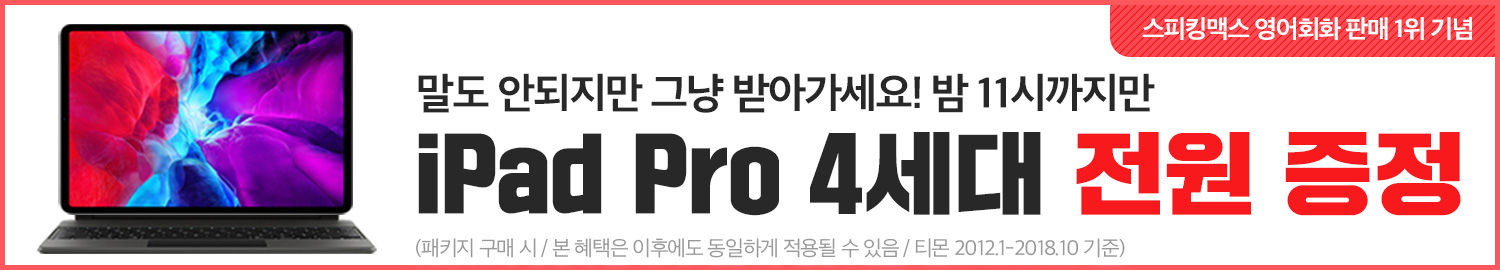 스피킹맥스 영어회화 판매 1위 기념
말도 안되지만 그냥 받아가세요! 밤 11시까지만
iPad Pro 4세대 전원 증정
(패키지 구매 시 / 본 혜택은 이후에도 동일하게 적용될 수 있음 / 티몬 2012.1-2018.10 기준)